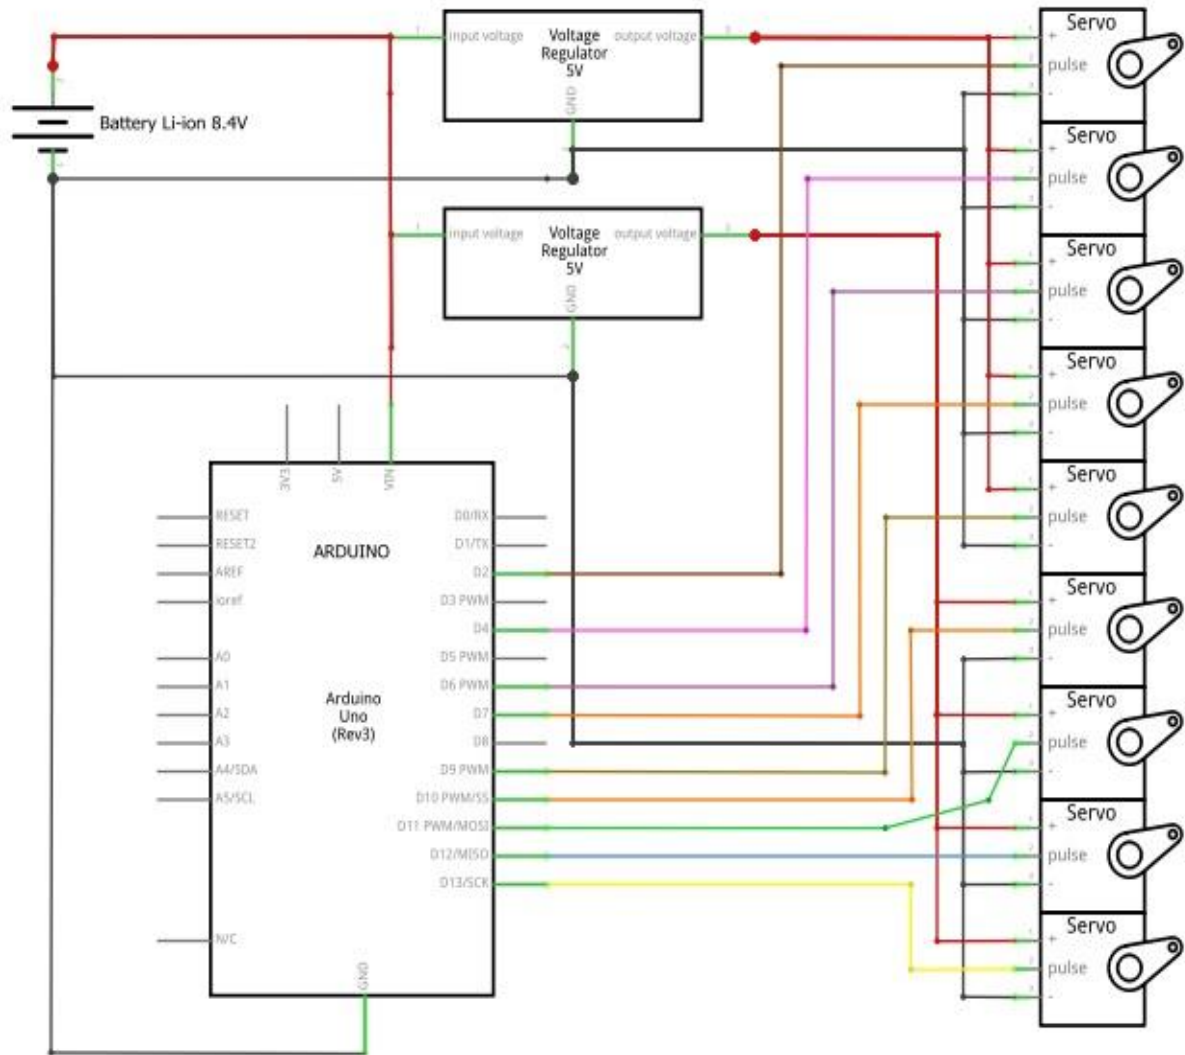 Battery Li-ion 8.4V
input voltage
Voltage
Regulator
5V
output voltage
GND
input voltage
Voltage
Regulator
5V
output voltage
GND
3V3
5V
VIN
ARDUINO
Arduino
Uno
(Rev3)
RESET
RESET2
AREF
ioref
A0
A1
A2
A3
A4/SDA
A5/SCL
N/C
D0/RX
D1/TX
D2
D3 PWM
D4
D5 PWM
D6 PWM
D7
D8
D9 PWM
D10 PWM/SS
D11 PWM/MOSI
D12/MISO
D13/SCK
GND
Servo
+
pulse
-
Servo
+
pulse
-
Servo
+
pulse
-
Servo
+
pulse
-
Servo
+
pulse
-
Servo
+
pulse
-
Servo
+
pulse
-
Servo
+
pulse
-
Servo
+
pulse
-